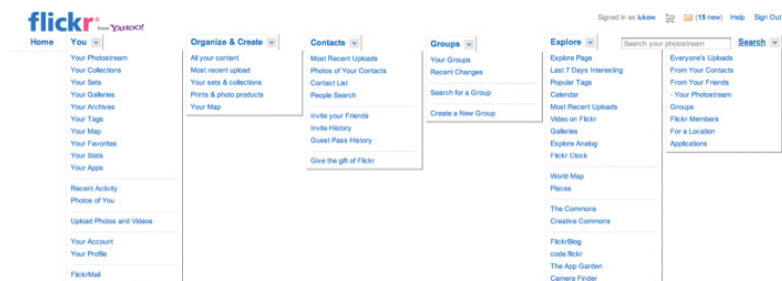 flickr from YAHOO!
Signed in as lukew (15 new) Help Sign Out
Home You Organize & Create Contacts Groups Explore Search your photostream Search
Your Photostream
Your Collections
Your Sets
Your Galleries
Your Archives
Your Tags
Your Map
Your Favorites
Your Stats
Your Apps
Recent Activity
Photos of You
Upload Photos and Videos
Your Account
Your Profile
FlickrMail
All your content
Most recent upload
Your sets & collections
Prints & photo products
Your Map
Most Recent Uploads
Photos of Your Contacts
Contact List
People Search
Invite your Friends
Invite History
Guest Pass History
Give the gift of Flickr
Your Groups
Recent Changes
Search for a Group
Create a New Group
Explore Page
Last 7 Days Interesting
Popular Tags
Calendar
Most Recent Uploads
Video on Flickr
Galleries
Explore Analog
Flickr Clock
World Map
Places
The Commons
Creative Commons
FlickrBlog
code.flickr
The App Garden
Camera Finder
Everyone's Uploads
From Your Contacts
From Your Friends
- Your Photostream
Groups
Flickr Members
For a Location
Applications